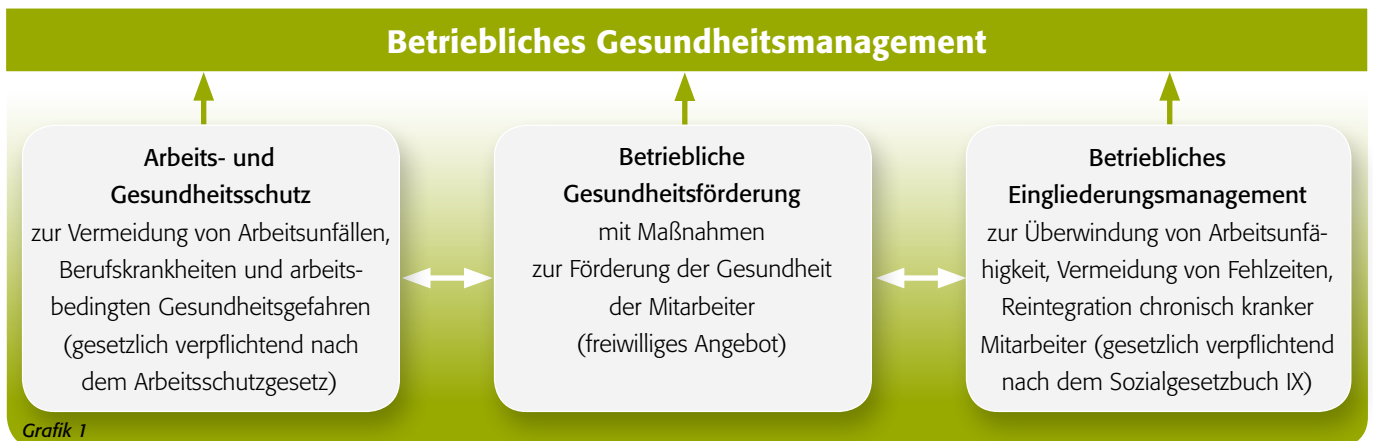 Betriebliches Gesundheitsmanagement
Arbeits- und
Gesundheitsschutz
zur Vermeidung von Arbeitsunfällen,
Berufskrankheiten und arbeits-
bedingten Gesundheitsgefahren
(gesetzlich verpflichtend nach
dem Arbeitsschutzgesetz)
Betriebliche
Gesundheitsförderung
mit Maßnahmen
zur Förderung der Gesundheit
der Mitarbeiter
(freiwilliges Angebot)
Betriebliches
Eingliederungsmanagement
zur Überwindung von Arbeitsunfä-
higkeit, Vermeidung von Fehlzeiten,
Reintegration chronisch kranker
Mitarbeiter (gesetzlich verpflichtend
nach dem Sozialgesetzbuch IX)
Grafik 1